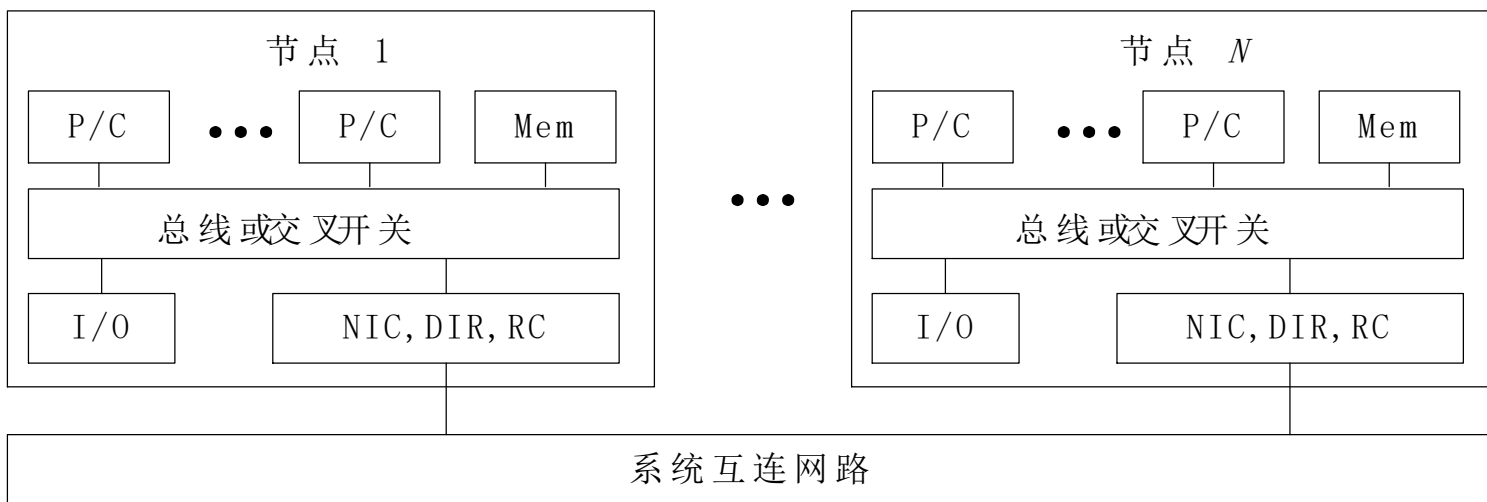 节点 1
节点 N
P/C
P/C
Mem
P/C
P/C
Mem
总线或交叉开关
总线或交叉开关
I/O
NIC,DIR,RC
I/O
NIC,DIR,RC
系统互连网路